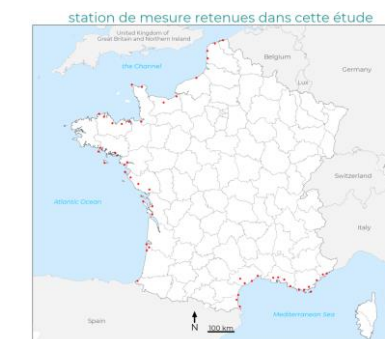 station de mesure retenues dans cette étude
United Kingdom of
Great Britain and Northern Ireland
the Channel
Belgium
Germany
Lux
Switzerland
Atlantic Ocean
Italy
Mediterranean Sea
Spain
N
100 km